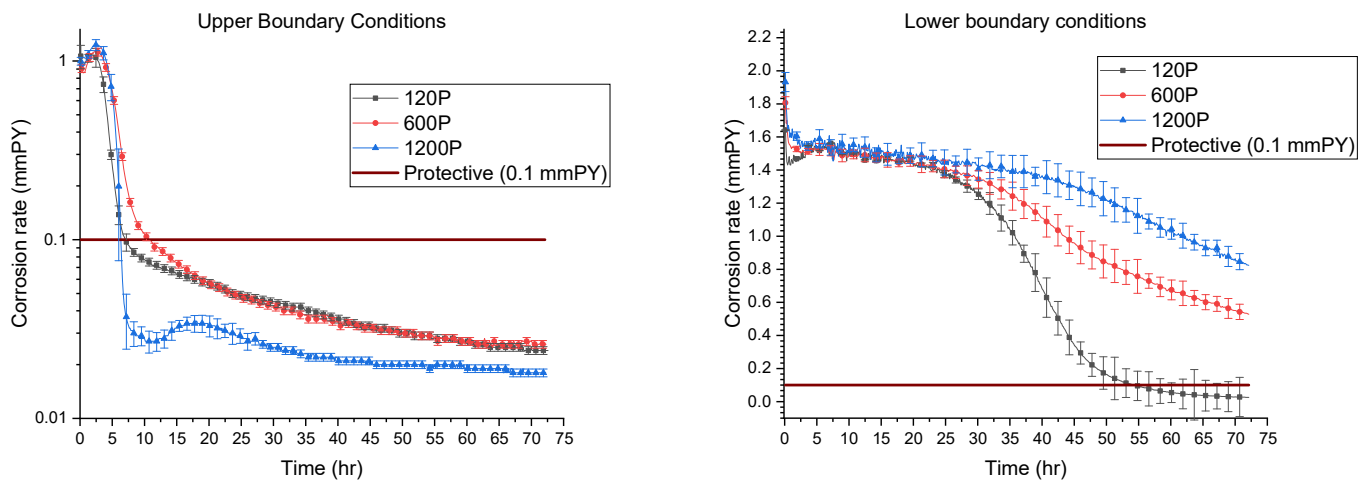 Upper Boundary Conditions
1
0.1
0.01
Corrosion rate (mmPY)
120P
600P
1200P
Protective (0.1 mmPY)
0 5 10 15 20 25 30 35 40 45 50 55 60 65 70 75
Time (hr)
Lower boundary conditions
2.2
2.0
1.8
1.6
1.4
1.2
1.0
0.8
0.6
0.4
0.2
0.0
Corrosion rate (mmPY)
120P
600P
1200P
Protective (0.1 mmPY)
0 5 10 15 20 25 30 35 40 45 50 55 60 65 70 75
Time (hr)